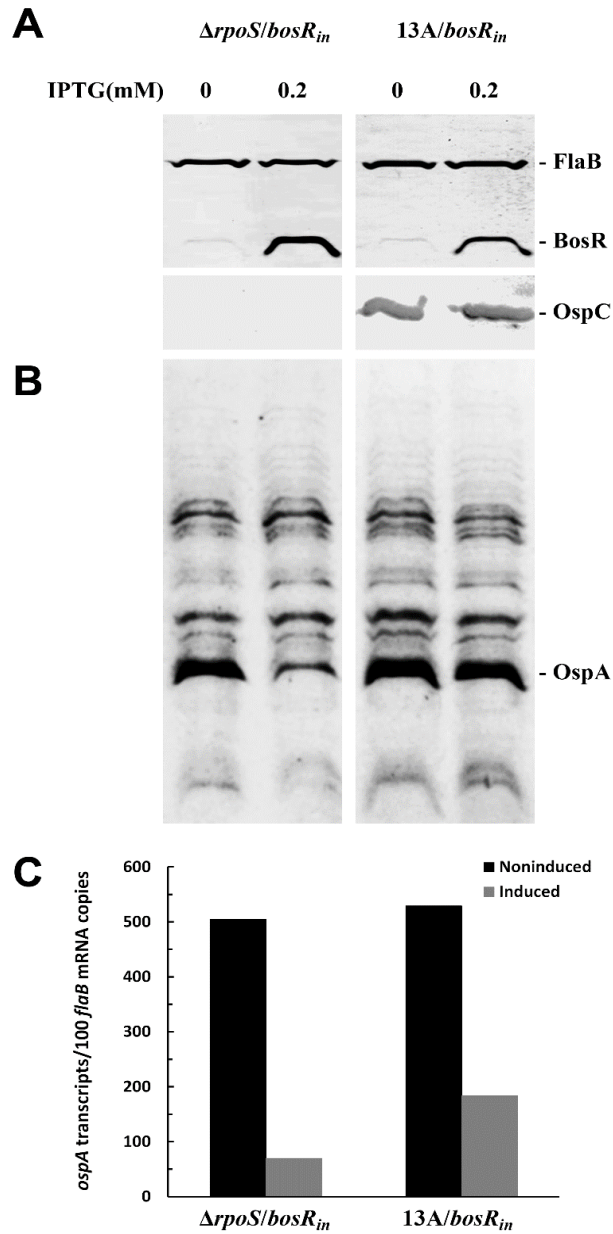 A
ΔrpoS/bosRin 13A/bosRin
IPTG(mM) 0 0.2 0 0.2
- FlaB
- BosR
- OspC
B
- OspA
C
ospA transcripts/100 flaB mRNA copies
600
500
400
300
200
100
0
Noninduced
Induced
ΔrpoS/bosRin 13A/bosRin